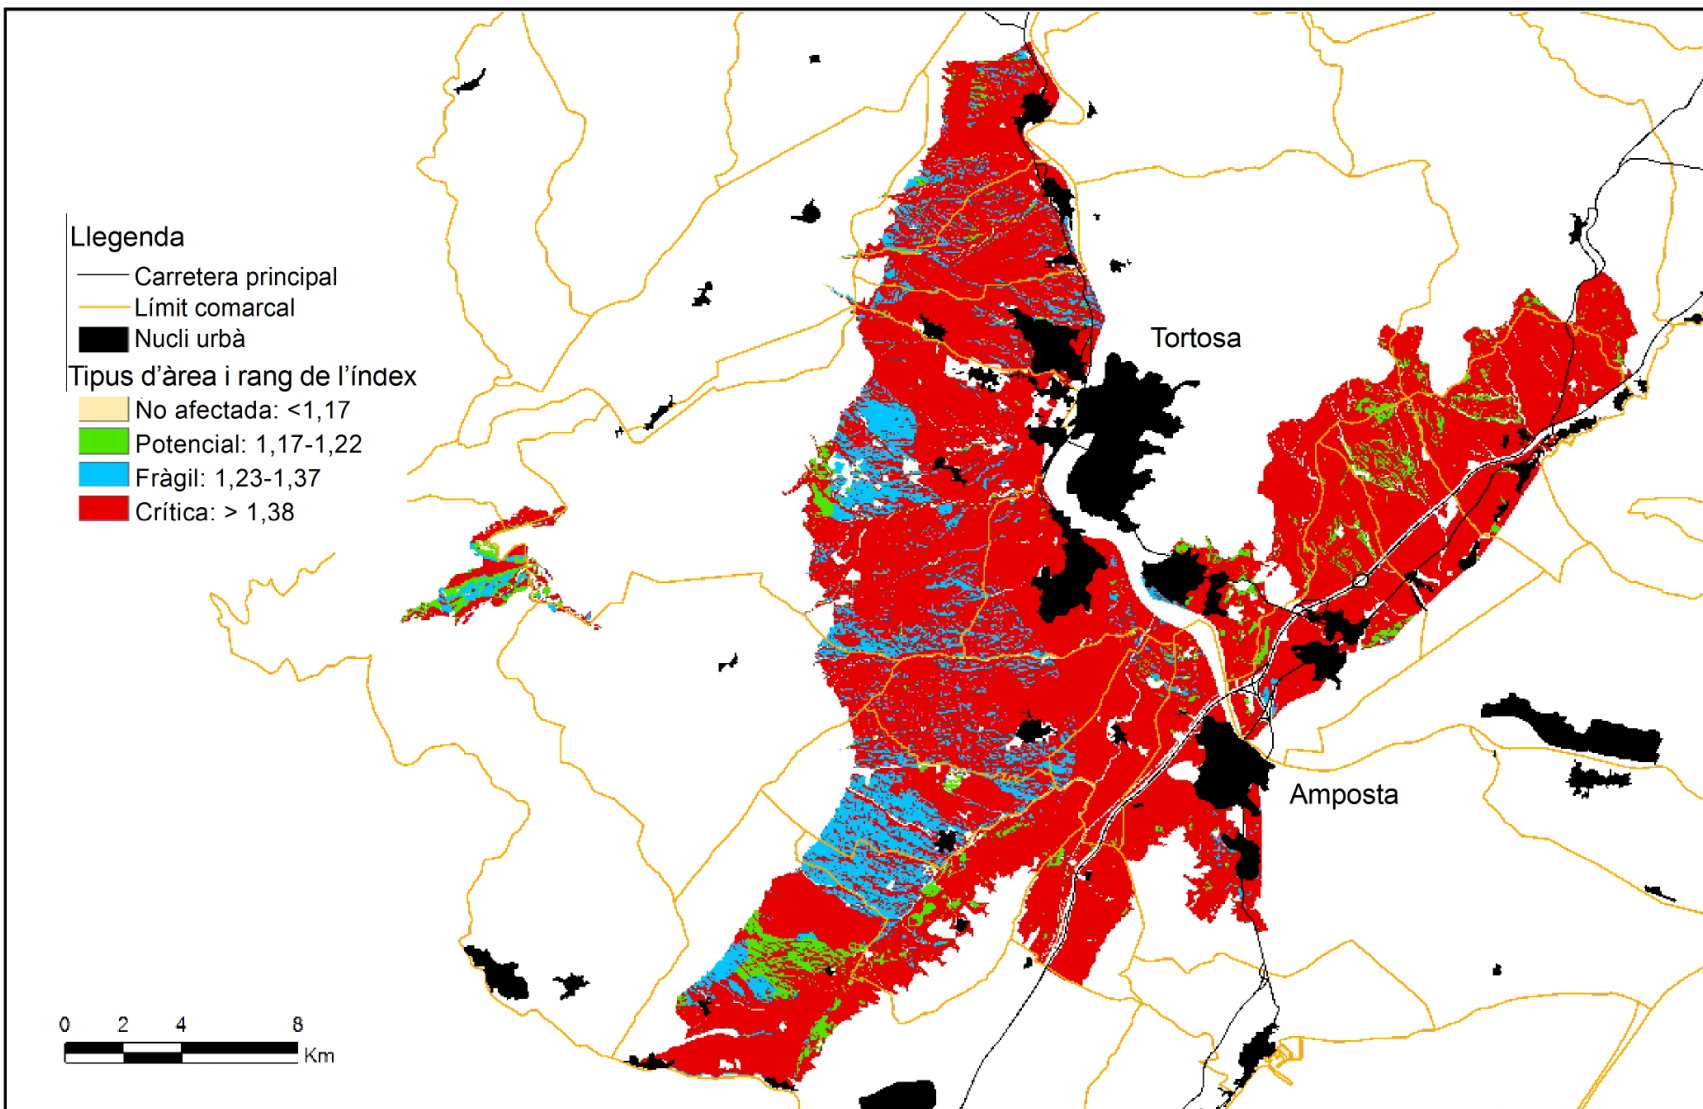 Llegenda
Carretera principal
Límit comarcal
Nucli urbà
Tipus d'àrea i rang de l'índex
No afectada: <1,17
Potencial: 1,17-1,22
Fràgil: 1,23-1,37
Crítica: > 1,38
Tortosa
Amposta
0 2 4 8
Km